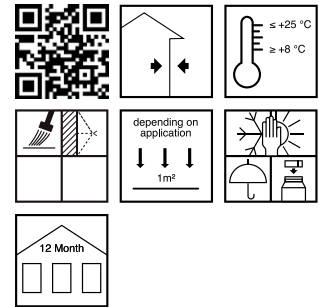 ≤ +25 °C
≥ +8 °C
depending on
application
1m²
12 Month